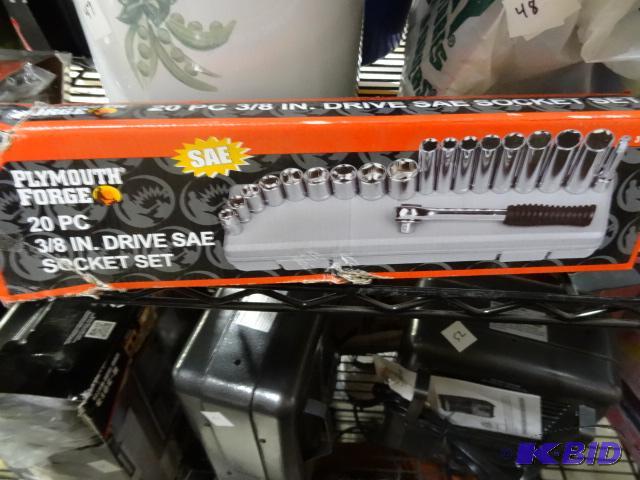 48
20 PC 3/8 IN. DRIVE SAE SOCKET SET
PLYMOUTH
FORGE
SAE
20 PC
3/8 IN. DRIVE SAE
SOCKET SET
K-BID